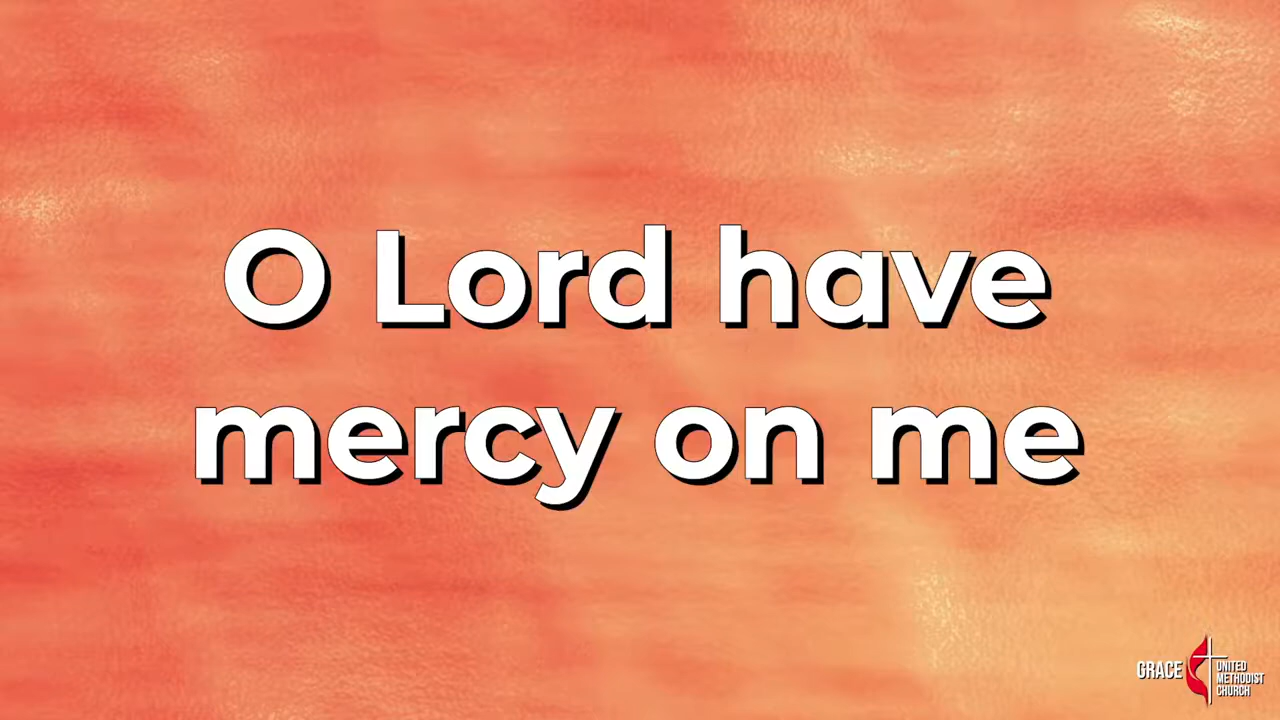 O Lord have
mercy on me
GRACE
UNITED
METHODIST
CHURCH